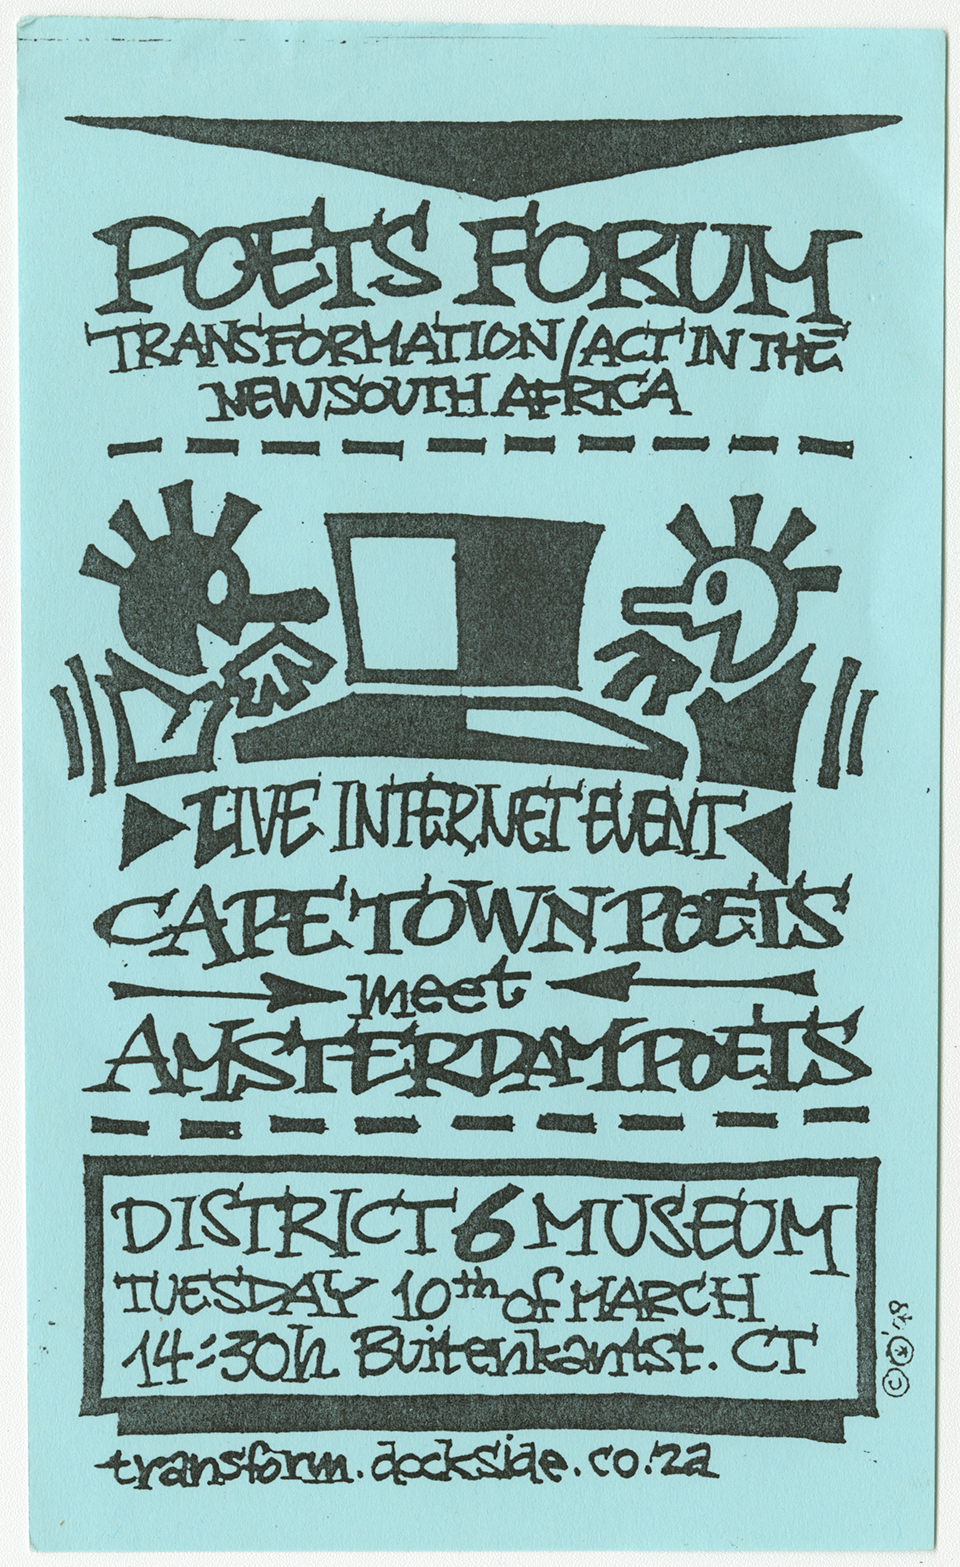 POETS FORUM
TRANSFORMATION/ACT IN THE
NEW SOUTH AFRICA
LIVE INTERNET EVENT
CAPE TOWN POETS
meet
AMSTERDAM POETS
DISTRICT 6 MUSEUM
TUESDAY 10th of MARCH
14:30h Buitenkantst. CT
© '98
transform.dockside.co.za